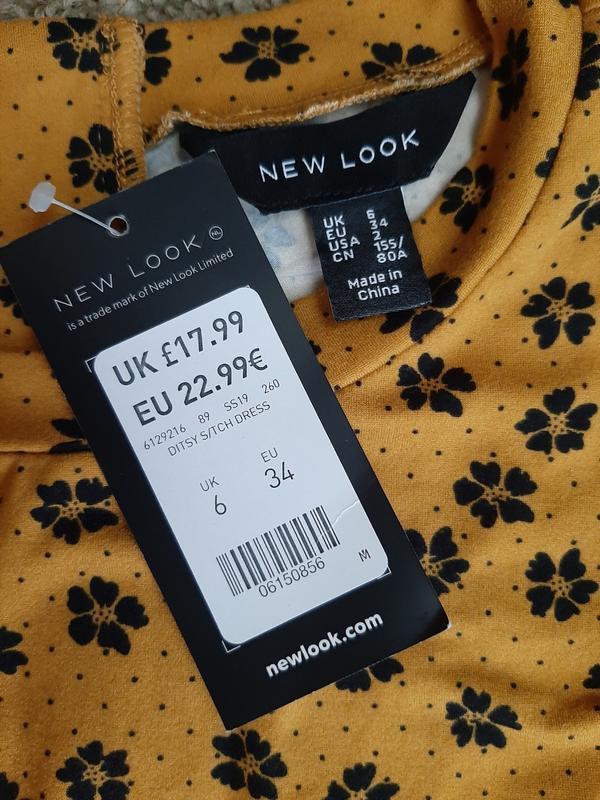 NEW LOOK
UK 6
EU 34
USA 2
CN 155/
80A
Made in
China
NEW LOOK NL
is a trade mark of New Look Limited
UK £17.99
EU 22.99€
6129216 89 SS19 260
DITSY S/TCH DRESS
UK EU
6 34
06150856
M
newlook.com